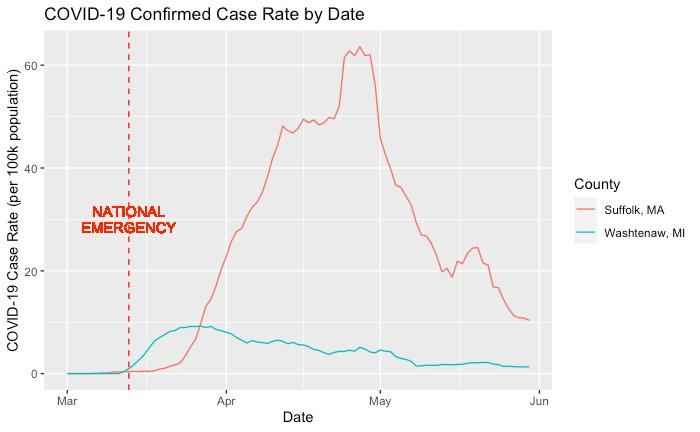 COVID-19 Confirmed Case Rate by Date
COVID-19 Case Rate (per 100k population)
60
40
20
0
NATIONAL
EMERGENCY
Mar
Apr
May
Jun
Date
County
Suffolk, MA
Washtenaw, MI